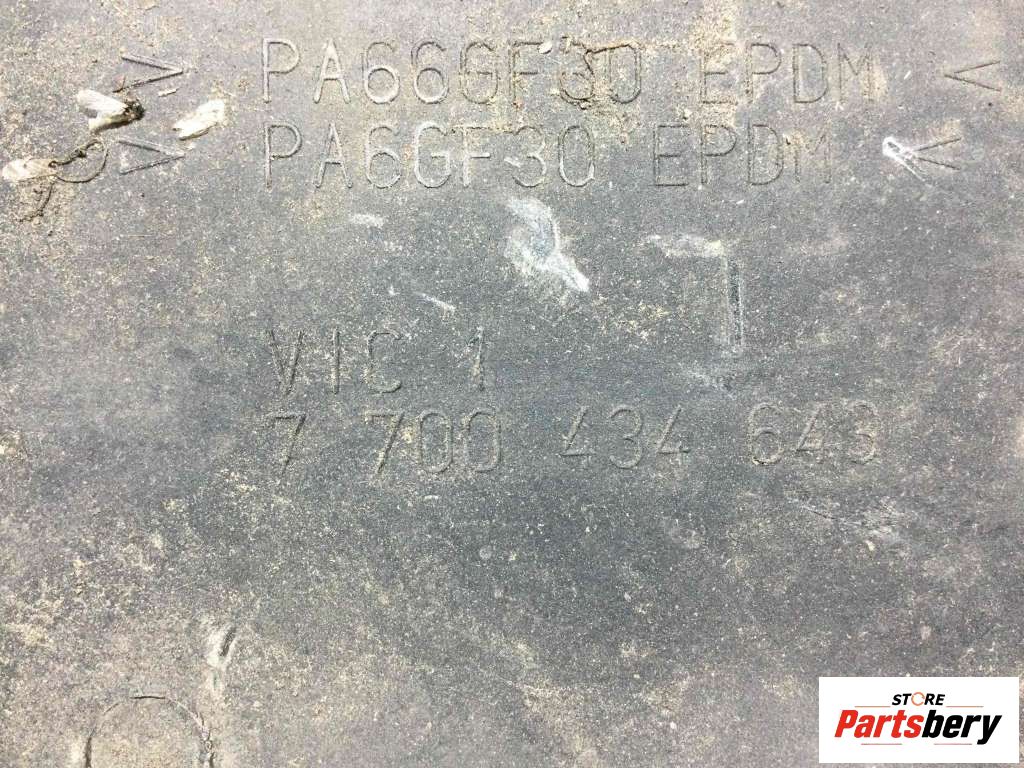 > PA66GF30 EPDM <
> PA6GF30 EPDM <
VIC 1
7 700 434 643
STORE
Partsbery